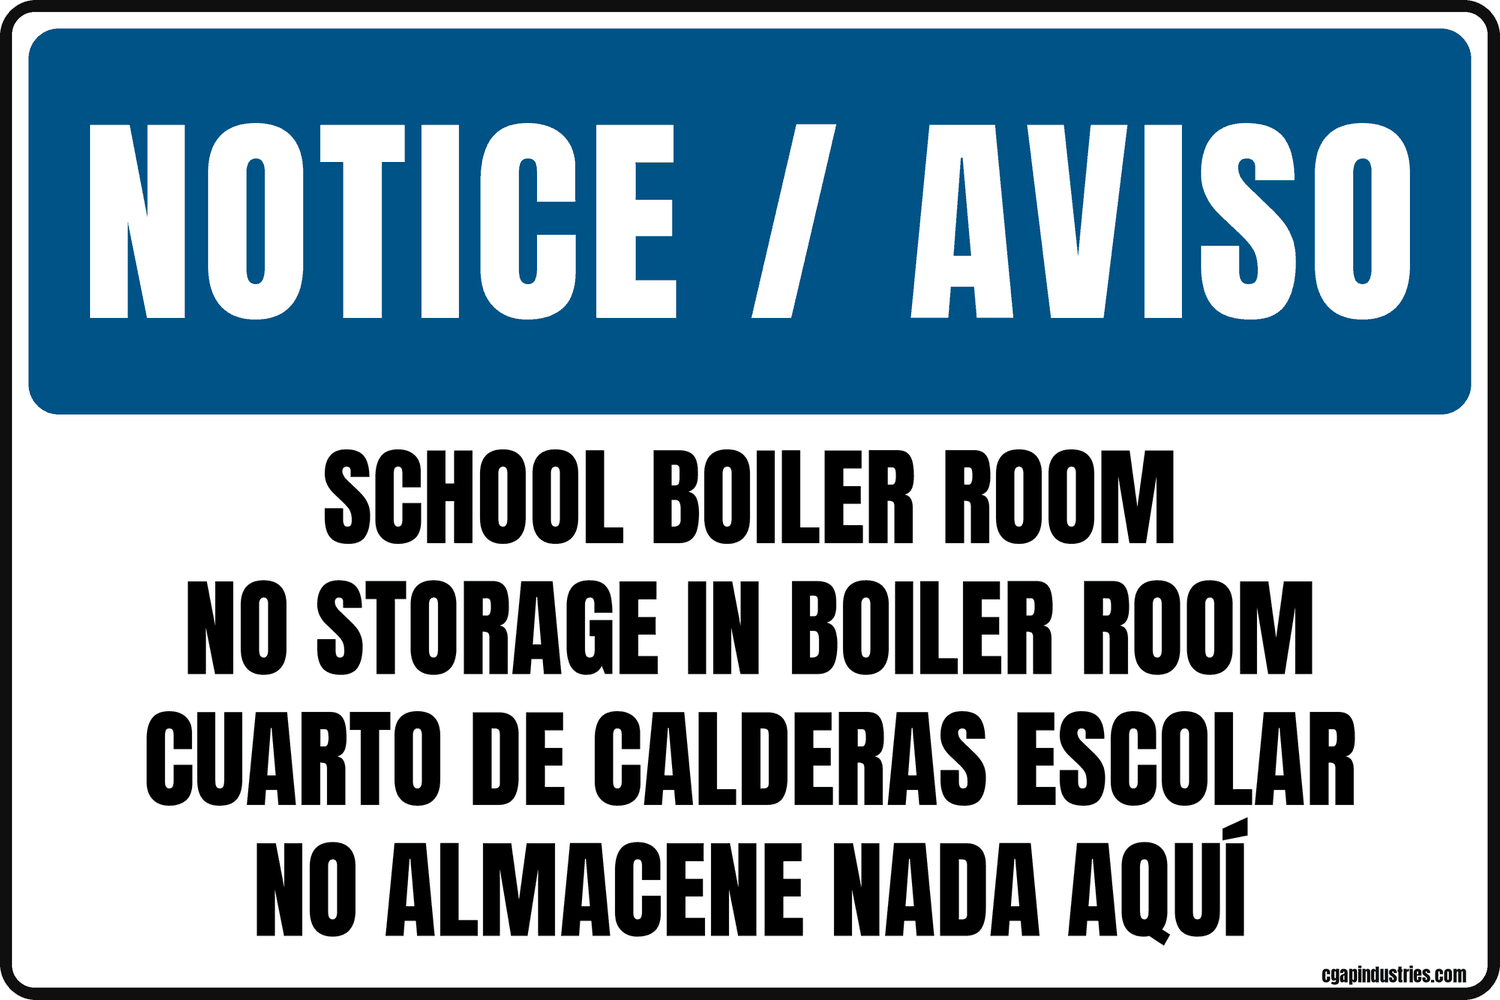 NOTICE / AVISO
SCHOOL BOILER ROOM
NO STORAGE IN BOILER ROOM
CUARTO DE CALDERAS ESCOLAR
NO ALMACENE NADA AQUÍ
cgapindustries.com